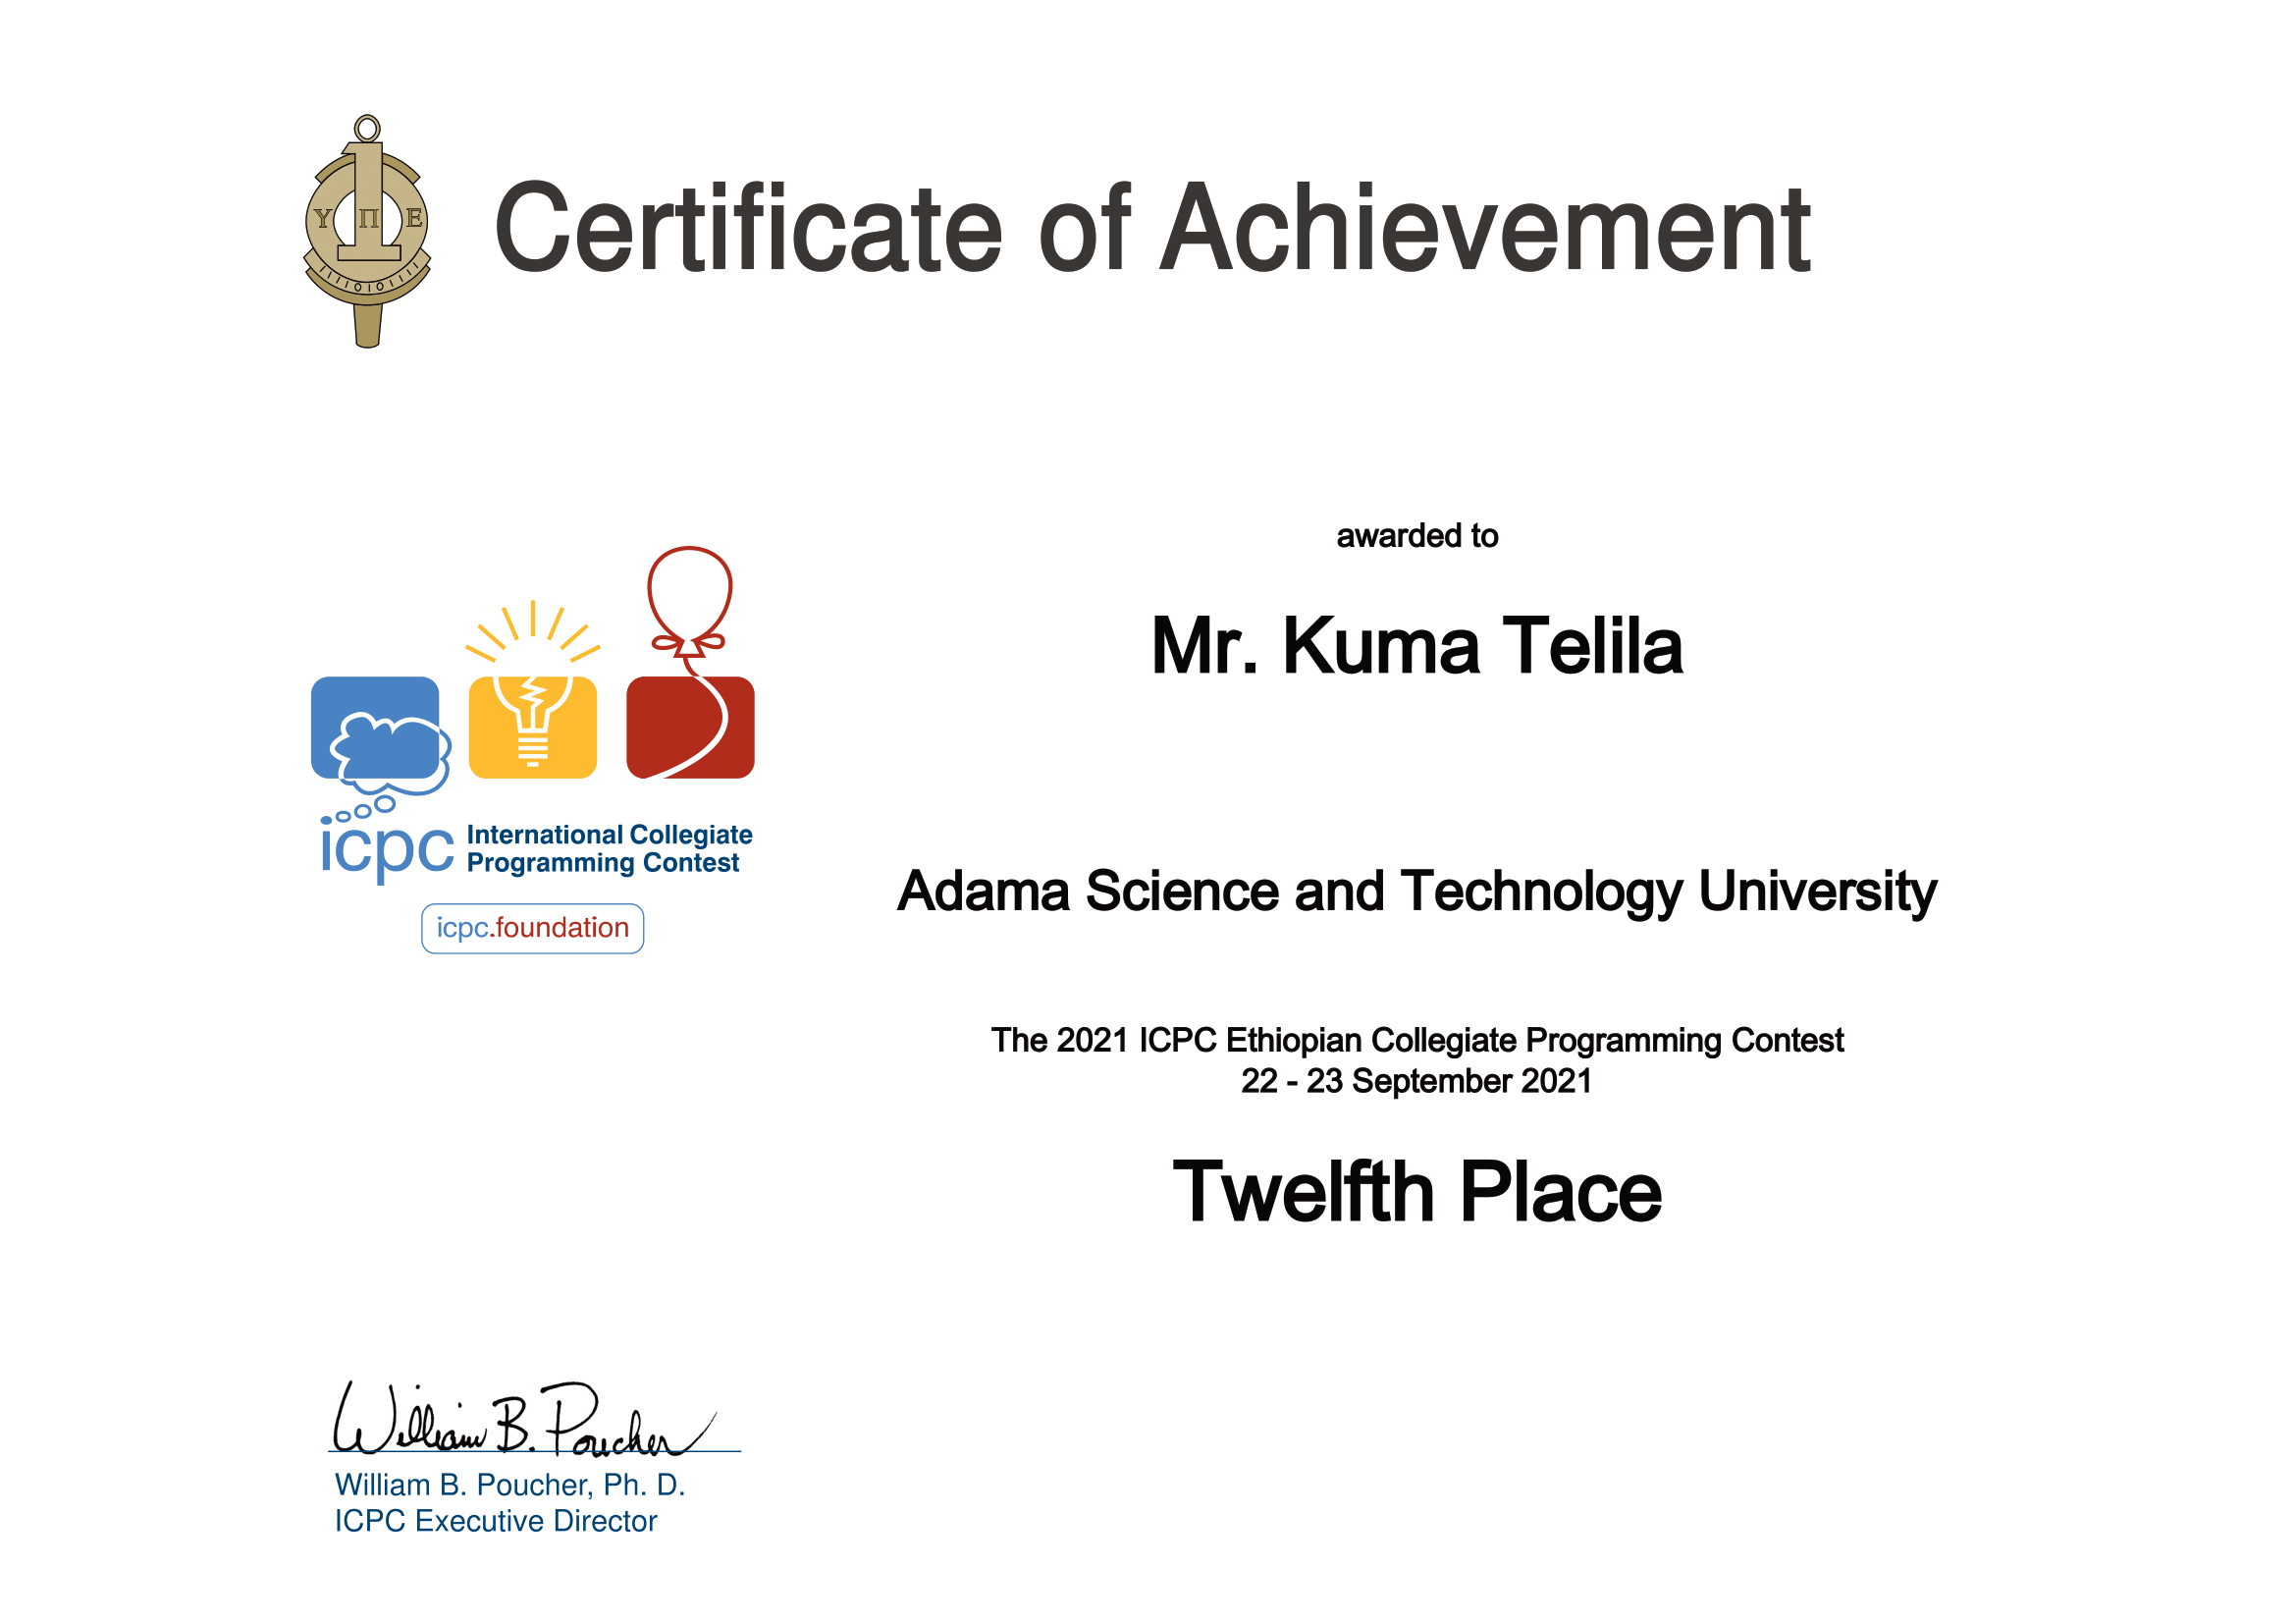 Υ Π Ε
Certificate of Achievement
awarded to
Mr. Kuma Telila
icpc International Collegiate
Programming Contest
icpc.foundation
Adama Science and Technology University
The 2021 ICPC Ethiopian Collegiate Programming Contest
22 - 23 September 2021
Twelfth Place
William B. Poucher
William B. Poucher, Ph. D.
ICPC Executive Director